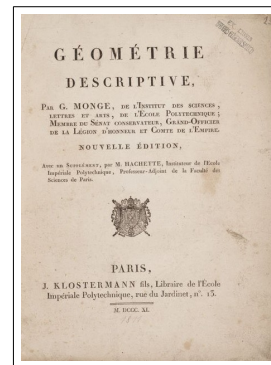 GÉOMÉTRIE
DESCRIPTIVE,
PAR G. MONGE, DE L'INSTITUT DES SCIENCES,
LETTRES ET ARTS, DE L'ÉCOLE POLYTECHNIQUE;
MEMBRE DU SÉNAT CONSERVATEUR, GRAND-OFFICIER
DE LA LÉGION D'HONNEUR ET COMTE DE L'EMPIRE.
NOUVELLE ÉDITION,
AVEC UN SUPPLÉMENT, par M. HACHETTE, Instituteur de l'École
Impériale Polytechnique, Professeur-Adjoint de la Faculté des
Sciences de Paris.
PARIS,
J. KLOSTERMANN fils, Libraire de l'École
Impériale Polytechnique, rue du Jardinet, n°. 13.
M. DCCC. XI.